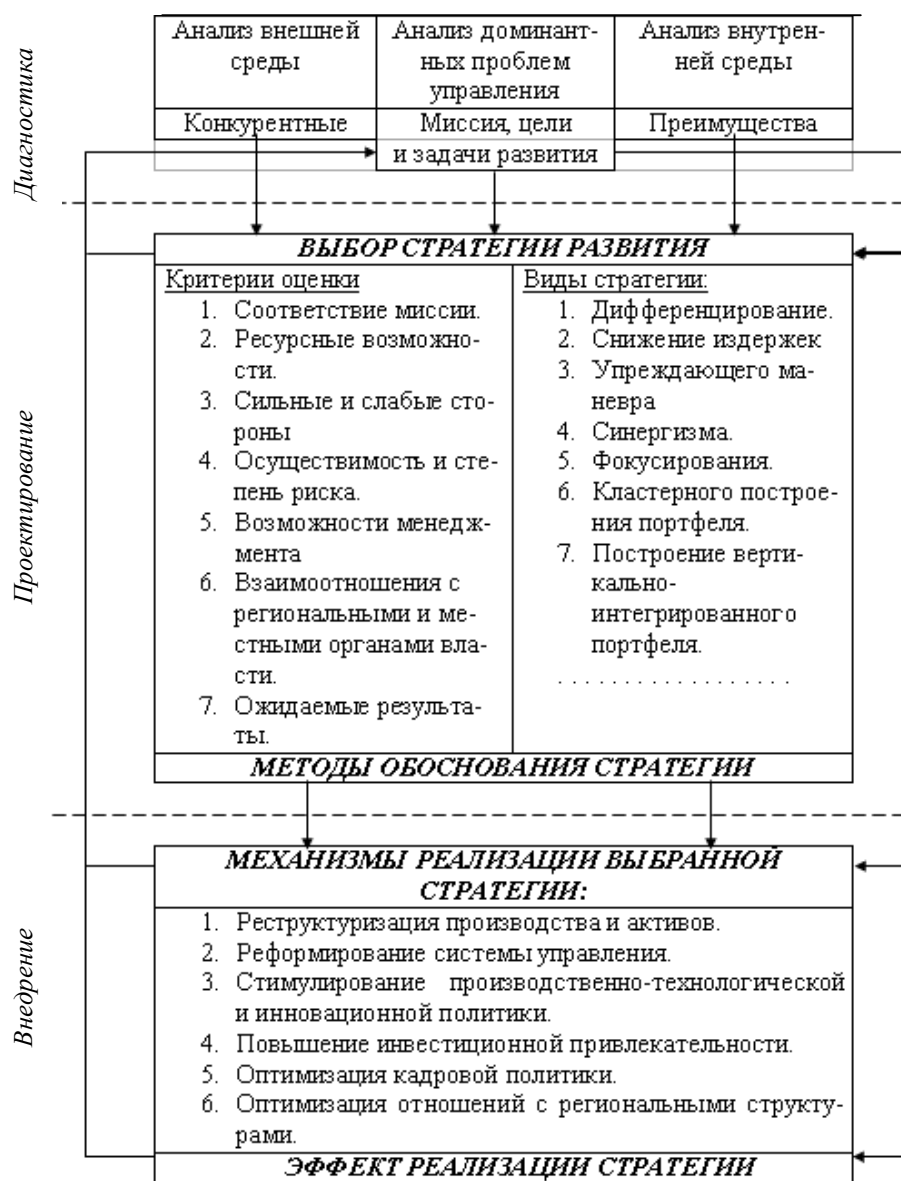 Диагностика
Анализ внешней
среды
Анализ доминант-
ных проблем
управления
Анализ внутрен-
ней среды
Конкурентные
Миссия, цели
и задачи развития
Преимущества
Проектирование
ВЫБОР СТРАТЕГИИ РАЗВИТИЯ
Критерии оценки
1. Соответствие миссии.
2. Ресурсные возможно-
сти.
3. Сильные и слабые сто-
роны
4. Осуществимость и сте-
пень риска.
5. Возможности менедж-
мента
6. Взаимоотношения с
региональными и ме-
стными органами вла-
сти.
7. Ожидаемые результа-
ты.
Виды стратегии:
1. Дифференцирование.
2. Снижение издержек
3. Упреждающего ма-
невра
4. Синергизма.
5. Фокусирования.
6. Кластерного построе-
ния портфеля.
7. Построение верти-
кально-
интегрированного
портфеля.
. . . . . . . . . . . . . . . . . .
МЕТОДЫ ОБОСНОВАНИЯ СТРАТЕГИИ
Внедрение
МЕХАНИЗМЫ РЕАЛИЗАЦИИ ВЫБРАННОЙ
СТРАТЕГИИ:
1. Реструктуризация производства и активов.
2. Реформирование системы управления.
3. Стимулирование производственно-технологической
и инновационной политики.
4. Повышение инвестиционной привлекательности.
5. Оптимизация кадровой политики.
6. Оптимизация отношений с региональными структу-
рами.
ЭФФЕКТ РЕАЛИЗАЦИИ СТРАТЕГИИ